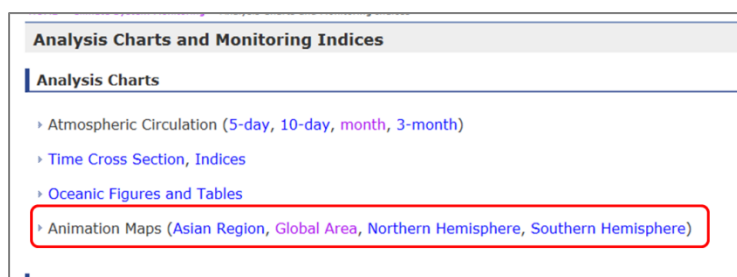 Analysis Charts and Monitoring Indices
Analysis Charts
Atmospheric Circulation (5-day, 10-day, month, 3-month)
Time Cross Section, Indices
Oceanic Figures and Tables
Animation Maps (Asian Region, Global Area, Northern Hemisphere, Southern Hemisphere)